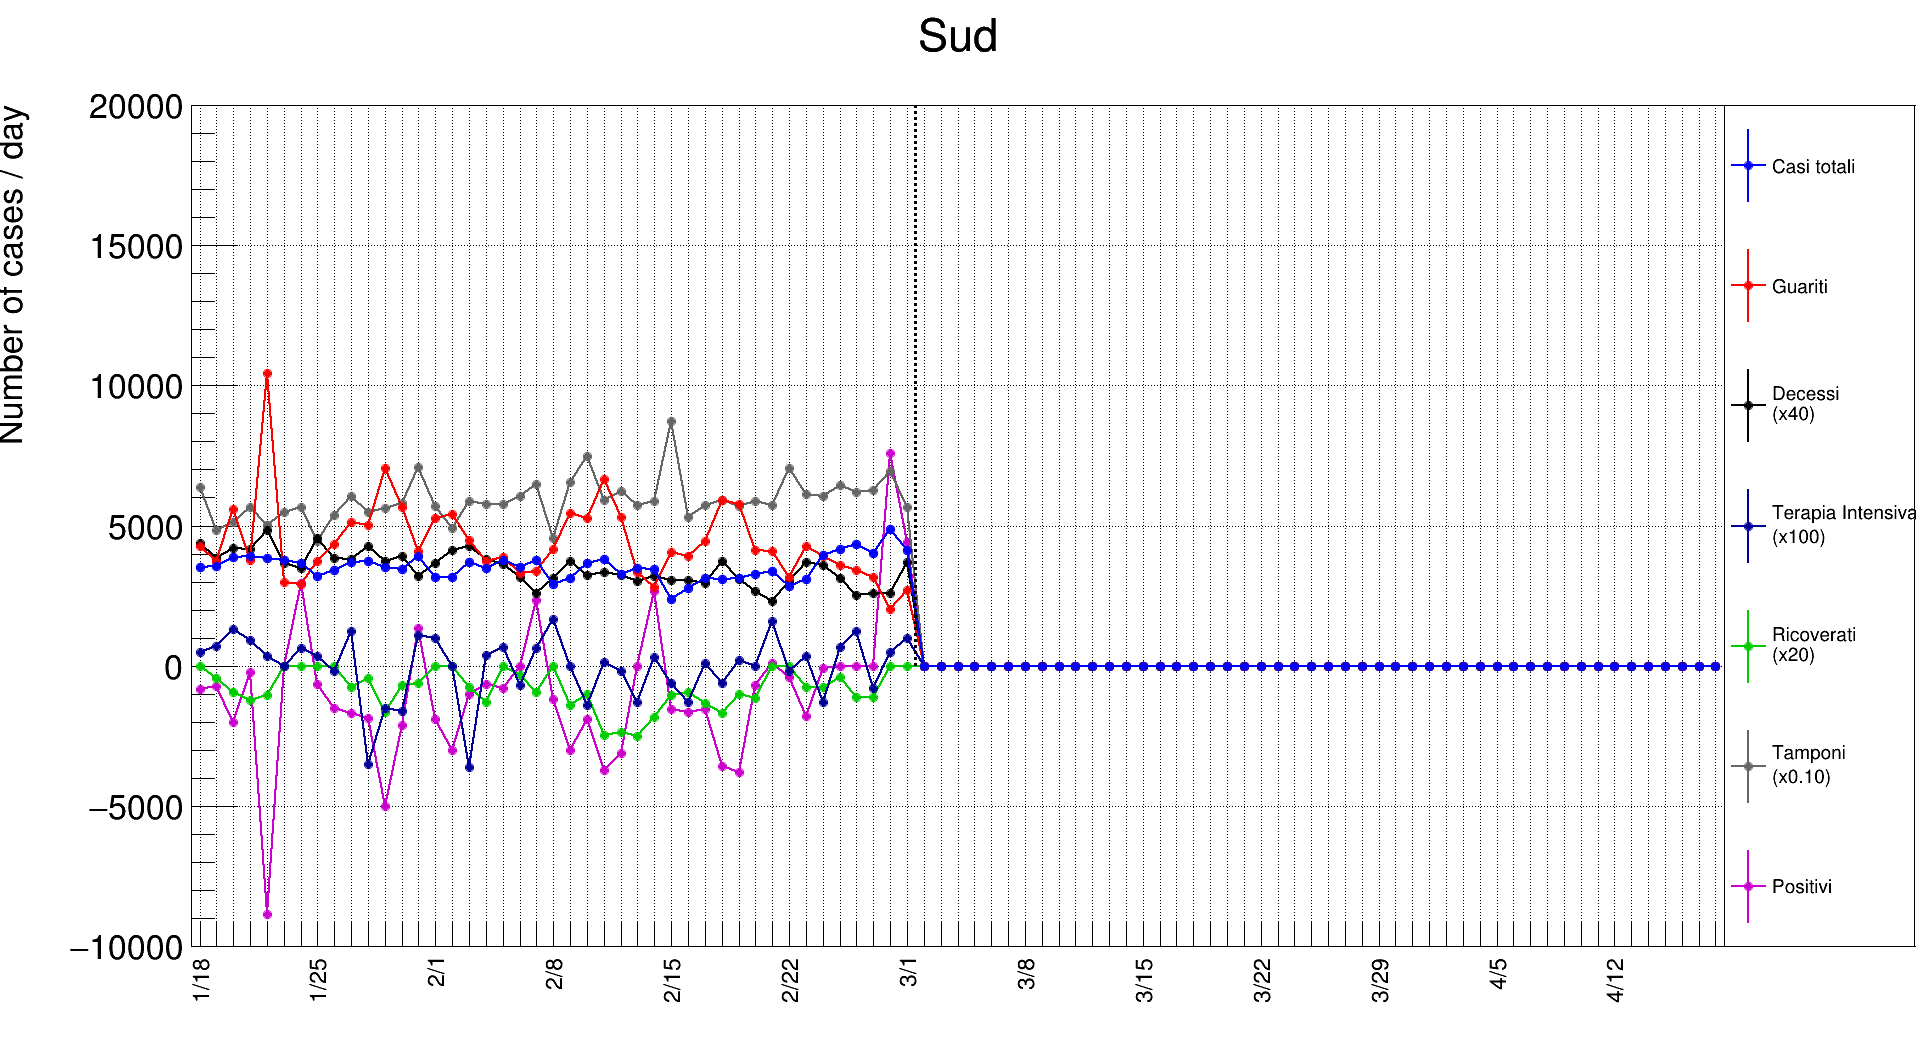 Sud
Number of cases / day
20000
15000
10000
5000
0
−5000
−10000
1/18
1/25
2/1
2/8
2/15
2/22
3/1
3/8
3/15
3/22
3/29
4/5
4/12
Casi totali
Guariti
Decessi
(x40)
Terapia Intensiva
(x100)
Ricoverati
(x20)
Tamponi
(x0.10)
Positivi